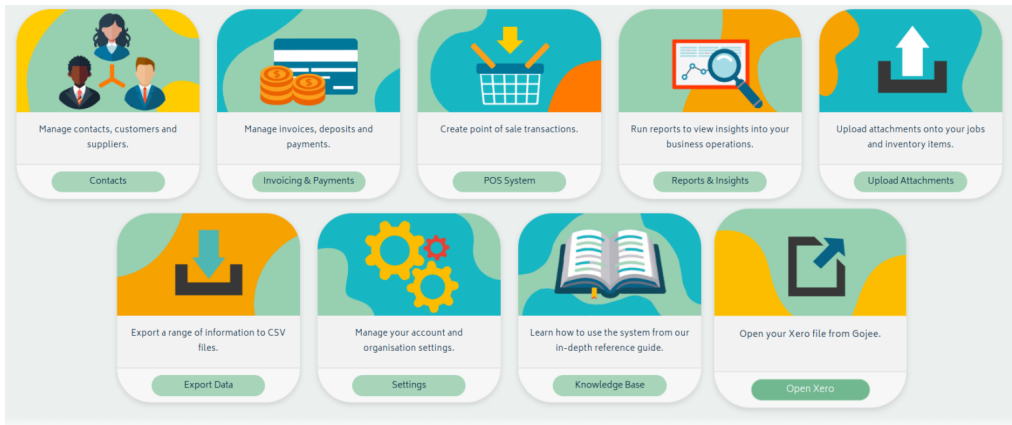 Manage contacts, customers and
suppliers.
Contacts
Manage invoices, deposits and
payments.
Invoicing & Payments
Create point of sale transactions.
POS System
Run reports to view insights into your
business operations.
Reports & Insights
Upload attachments onto your jobs
and inventory items.
Upload Attachments
Export a range of information to CSV
files.
Export Data
Manage your account and
organisation settings.
Settings
Learn how to use the system from our
in-depth reference guide.
Knowledge Base
Open your Xero file from Gojee.
Open Xero